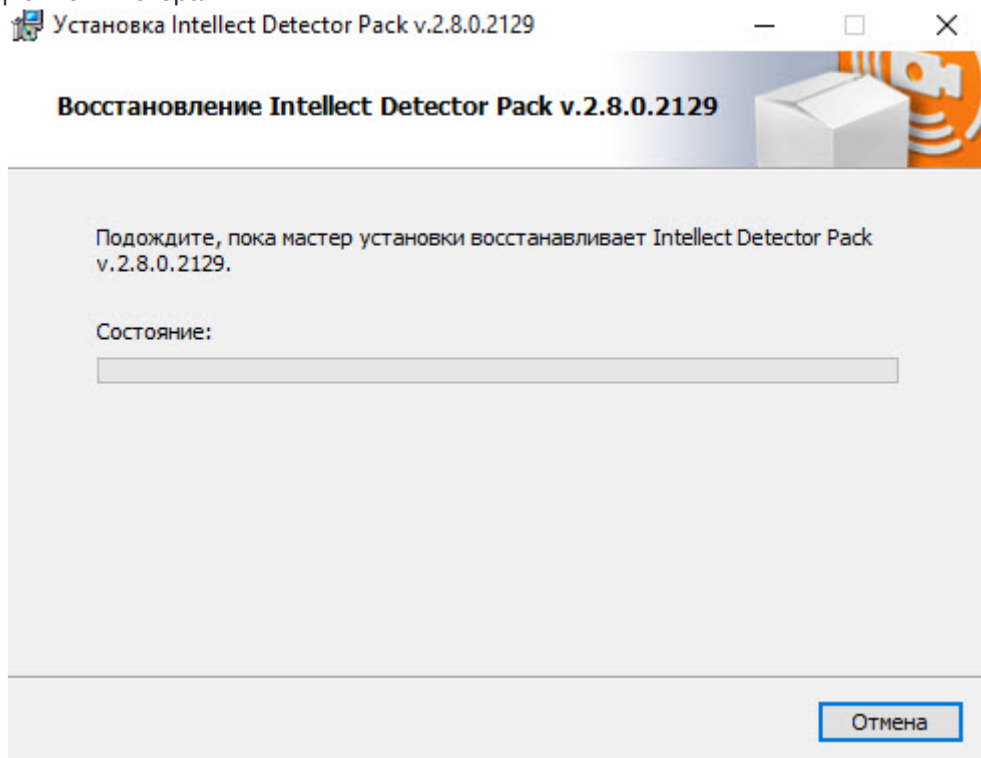 Установка Intellect Detector Pack v.2.8.0.2129
Восстановление Intellect Detector Pack v.2.8.0.2129
Подождите, пока мастер установки восстанавливает Intellect Detector Pack
v.2.8.0.2129.
Состояние:
Отмена